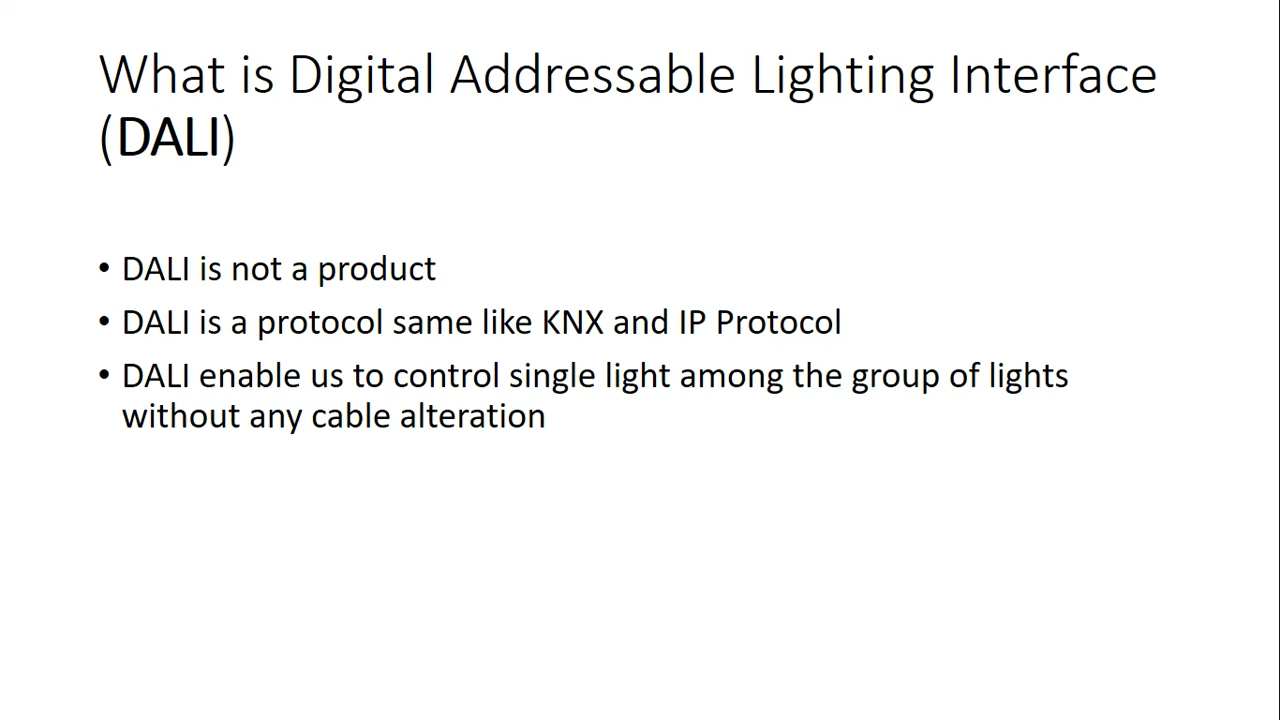 What is Digital Addressable Lighting Interface
(DALI)
• DALI is not a product
• DALI is a protocol same like KNX and IP Protocol
• DALI enable us to control single light among the group of lights
without any cable alteration